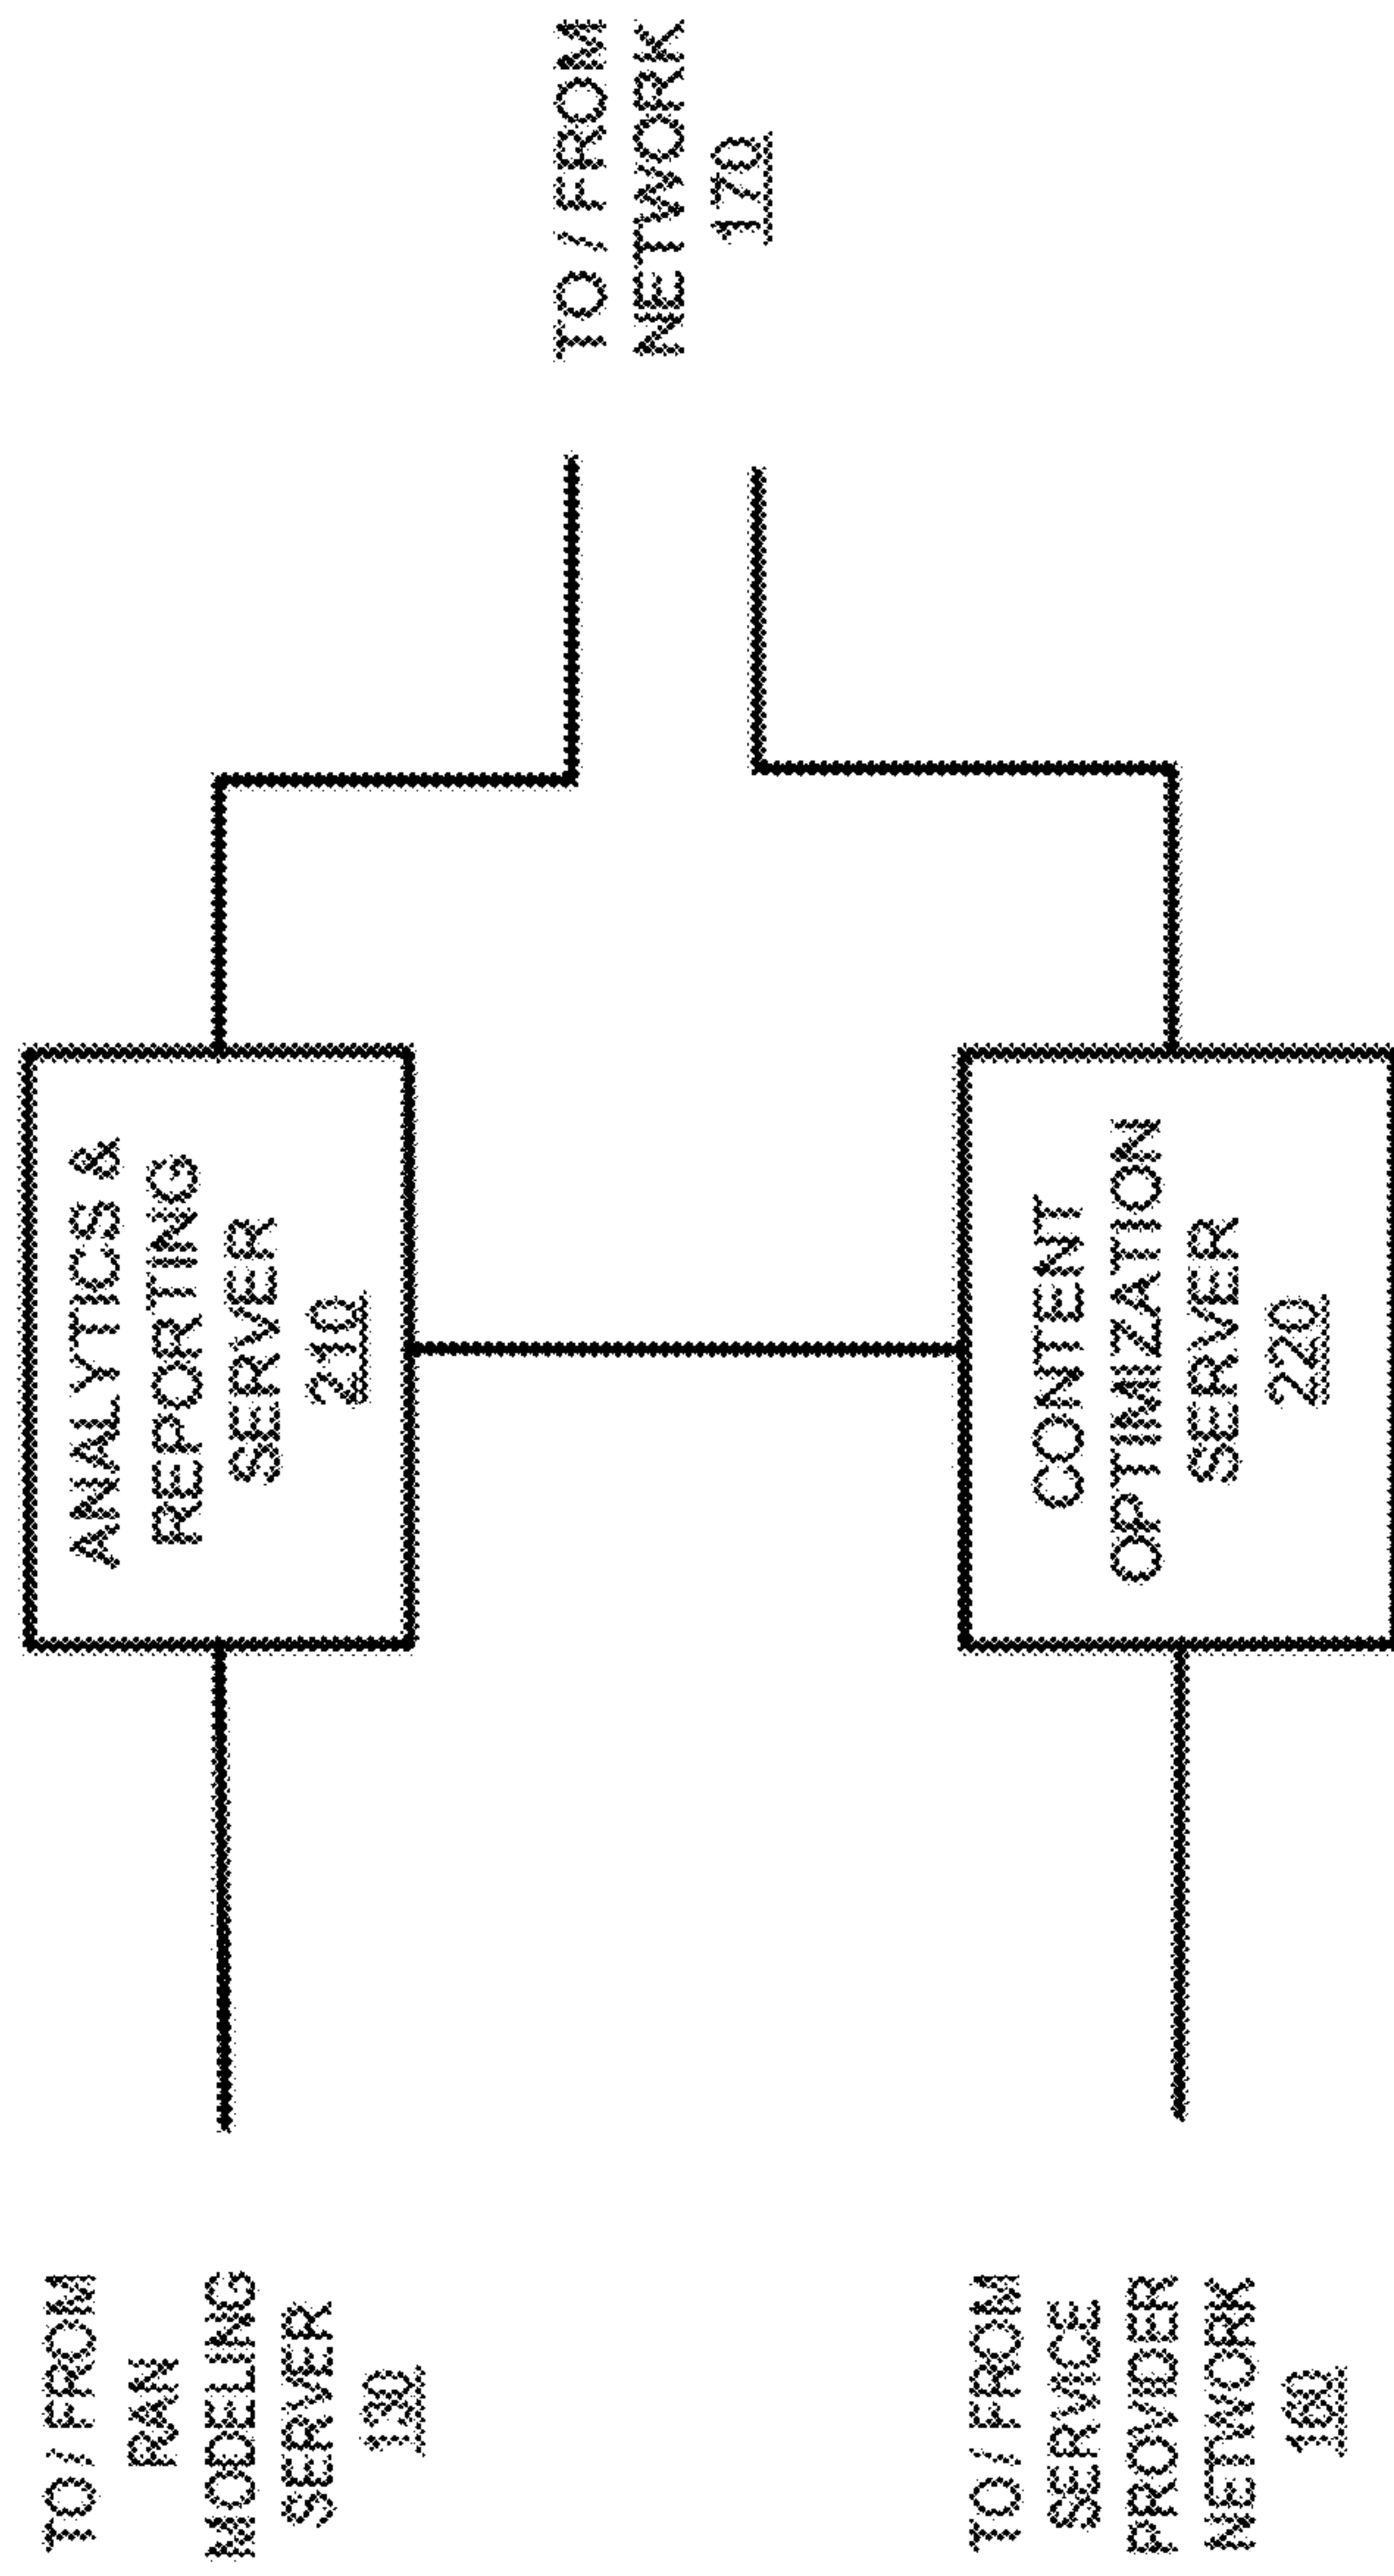 TO / FROM
RAN
MODELING
SERVER
130
ANALYTICS &
REPORTING
SERVER
210
TO / FROM
NETWORK
170
TO / FROM
SERVICE
PROVIDER
NETWORK
160
CONTENT
OPTIMIZATION
SERVER
220